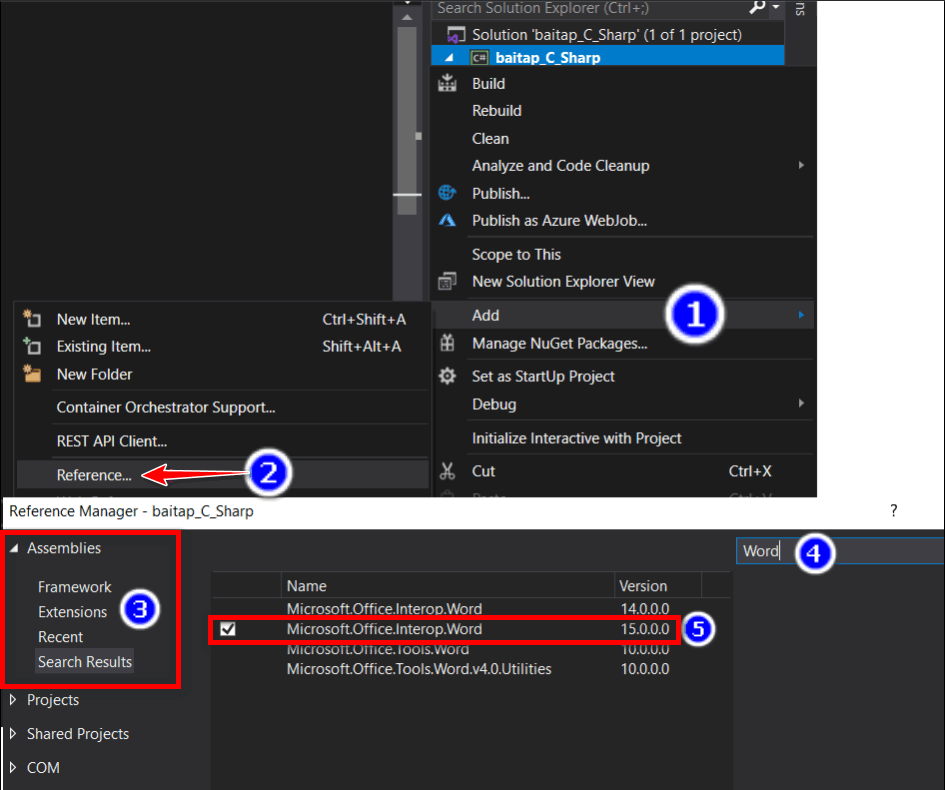 Search Solution Explorer (Ctrl+;)
ns
Solution 'baitap_C_Sharp' (1 of 1 project)
C# baitap_C_Sharp
Build
Rebuild
Clean
Analyze and Code Cleanup
Publish...
Publish as Azure WebJob...
Scope to This
New Solution Explorer View
Add
1
Manage NuGet Packages...
Set as StartUp Project
Debug
Initialize Interactive with Project
Cut Ctrl+X
New Item... Ctrl+Shift+A
Existing Item... Shift+Alt+A
New Folder
Container Orchestrator Support...
REST API Client...
Reference...
2
Reference Manager - baitap_C_Sharp ?
Assemblies
Framework
Extensions
3
Recent
Search Results
Projects
Shared Projects
COM
Word
4
Name Version
Microsoft.Office.Interop.Word 14.0.0.0
Microsoft.Office.Interop.Word 15.0.0.0
5
Microsoft.Office.Tools.Word 10.0.0.0
Microsoft.Office.Tools.Word.v4.0.Utilities 10.0.0.0